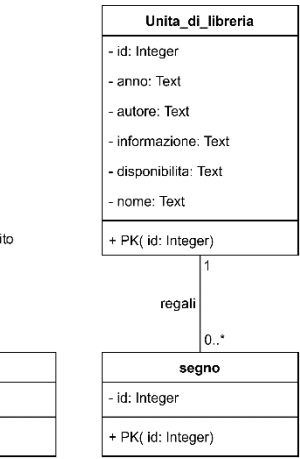 Unita_di_libreria
- id: Integer
- anno: Text
- autore: Text
- informazione: Text
- disponibilita: Text
- nome: Text
+ PK( id: Integer)
ito
1
regali
0..*
segno
- id: Integer
+ PK( id: Integer)